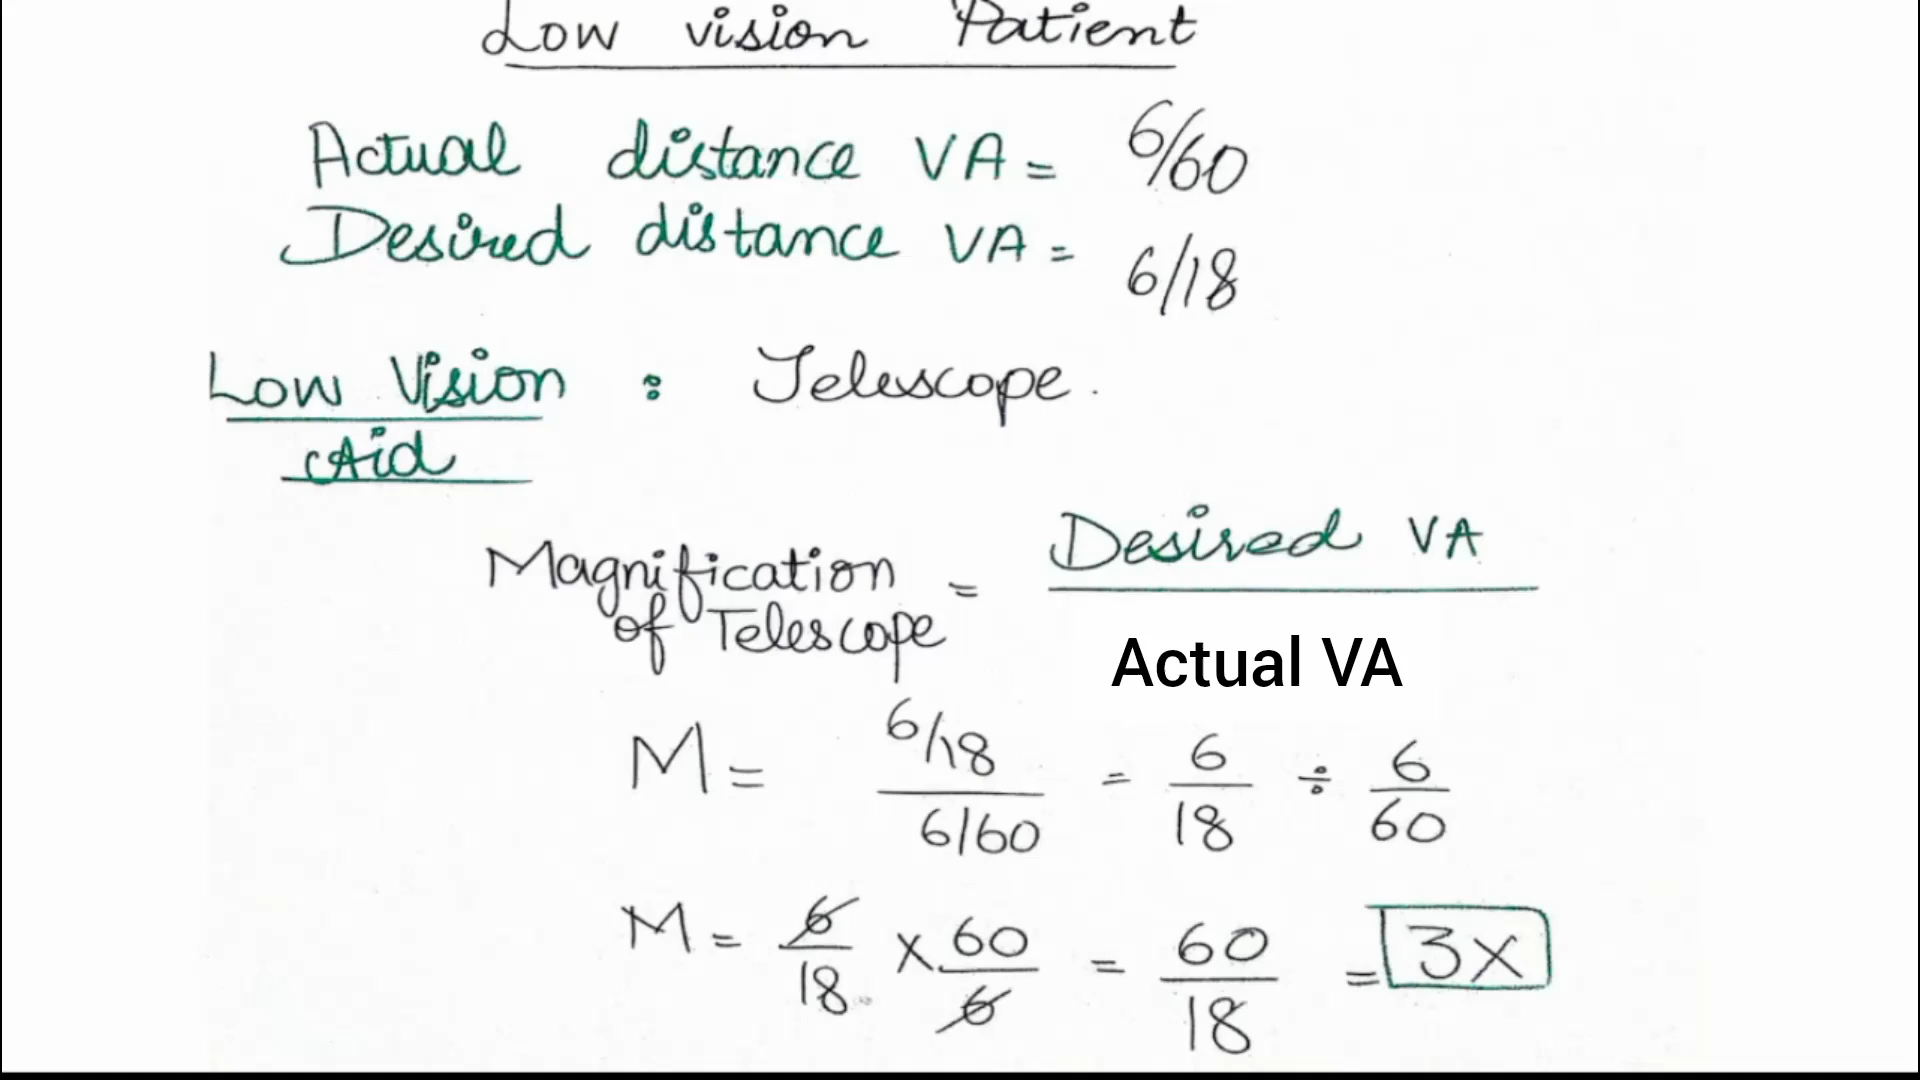 Low vision Patient
Actual distance VA = 6/60
Desired distance VA = 6/18
Low Vision : Telescope.
Aid
Magnification of Telescope = Desired VA / Actual VA
M = 6/18 / 6/60 = 6/18 ÷ 6/60
M = 6/18 × 60/6 = 60/18 = 3x